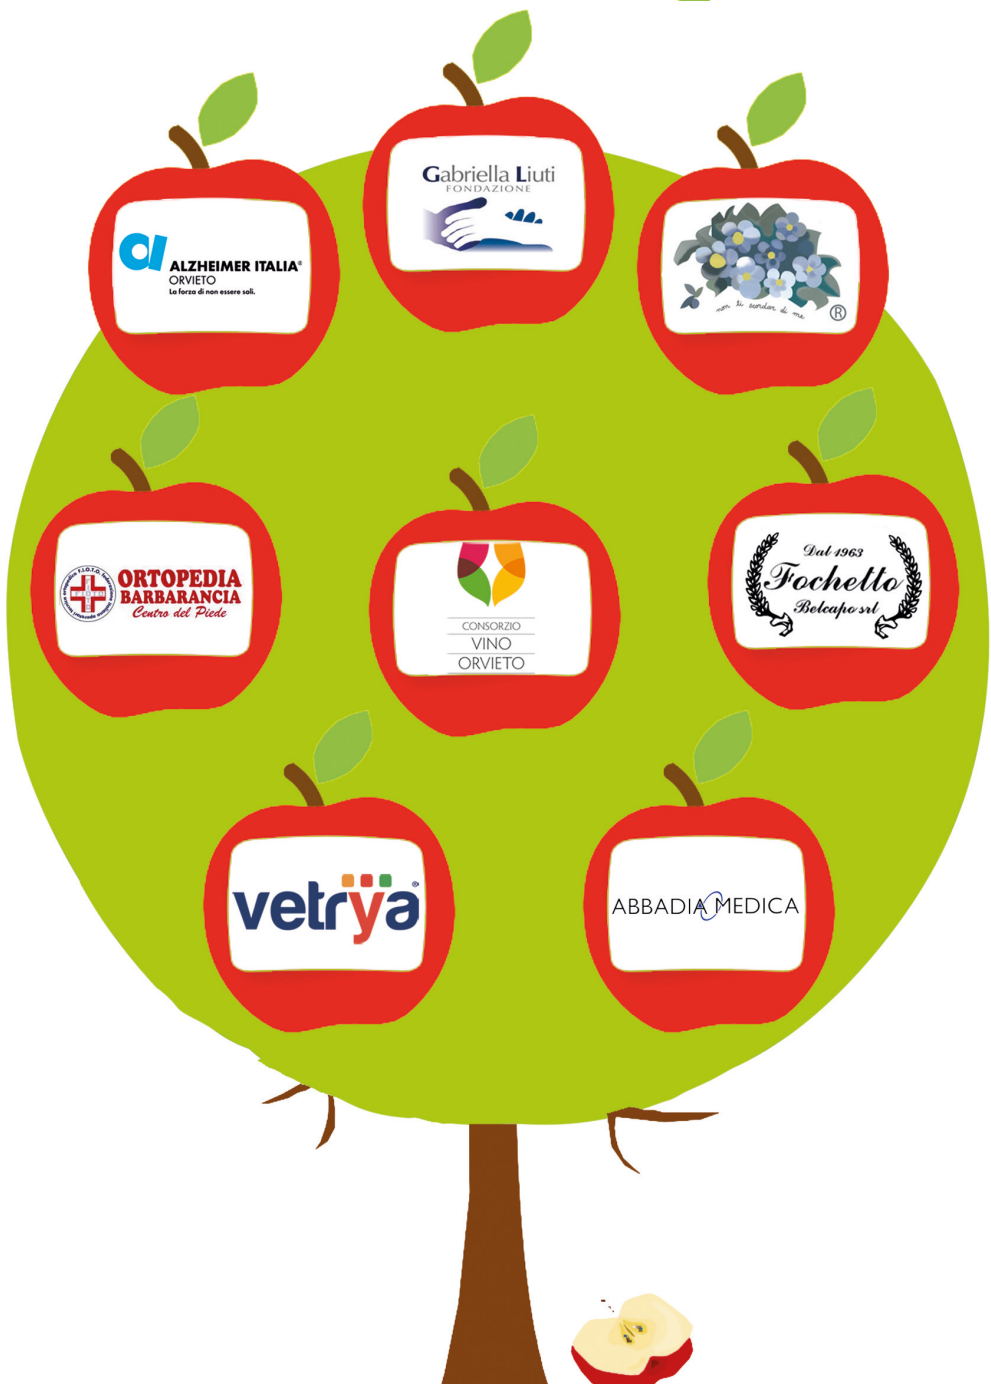 Gabriella Liuti
FONDAZIONE
ALZHEIMER ITALIA®
ORVIETO
La forza di non essere soli.
non ti scordar di me
®
ORTOPEDIA
BARBARANCIA
Centro del Piede
CONSORZIO
VINO
ORVIETO
Dal 1963
Fochetto
Belcapo srl
vetrya®
ABBADIA MEDICA